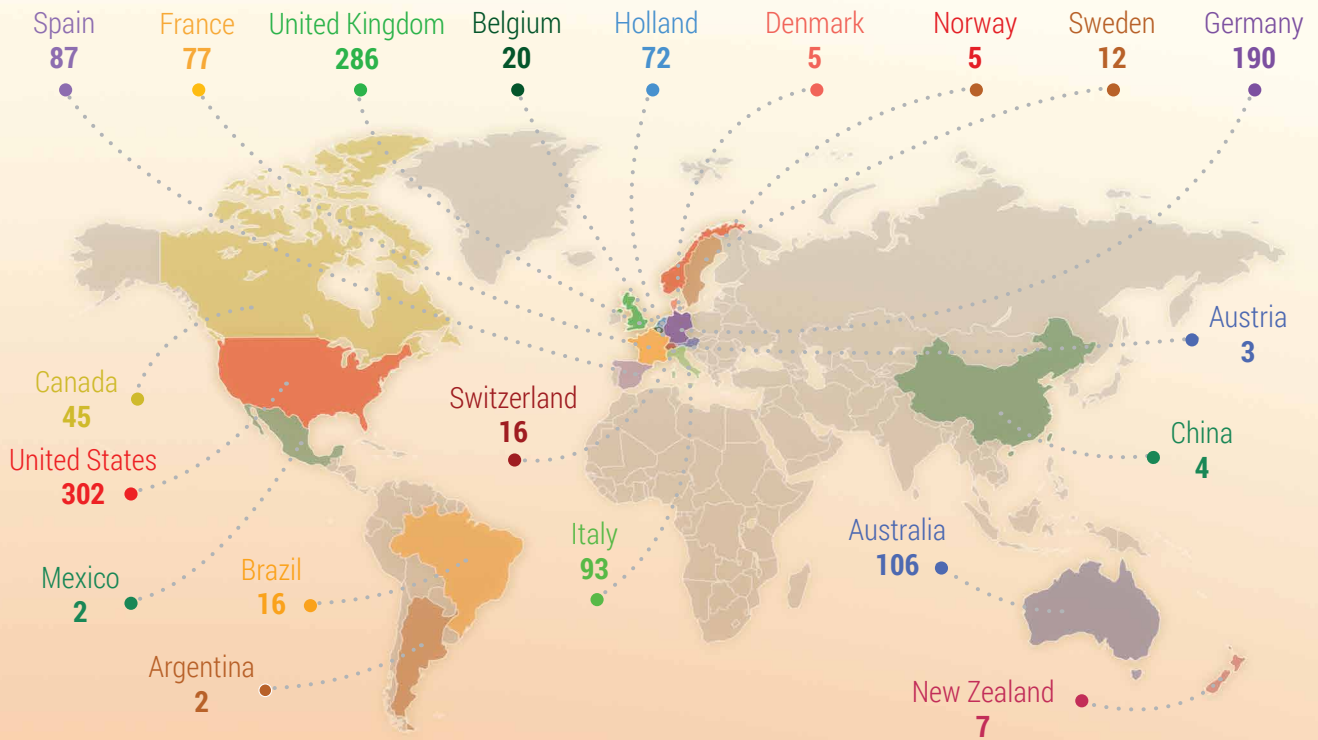 Spain
87
France
77
United Kingdom
286
Belgium
20
Holland
72
Denmark
5
Norway
5
Sweden
12
Germany
190
Austria
3
Canada
45
Switzerland
16
China
4
United States
302
Italy
93
Australia
106
Mexico
2
Brazil
16
Argentina
2
New Zealand
7